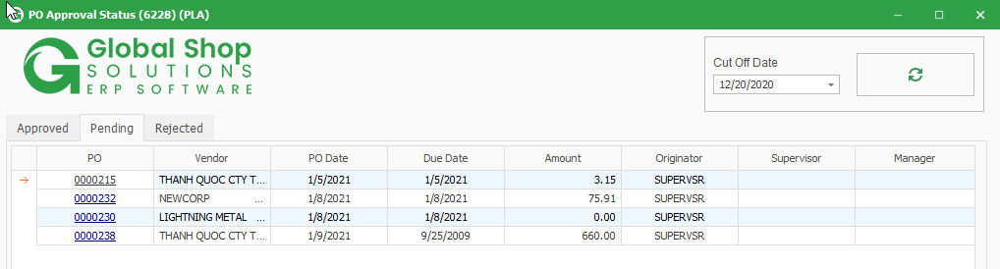 PO Approval Status (6228) (PLA)
Global Shop
SOLUTIONS
ERP SOFTWARE
Cut Off Date
12/20/2020
Approved Pending Rejected
PO Vendor PO Date Due Date Amount Originator Supervisor Manager
0000215 THANH QUOC CTY T... 1/5/2021 1/5/2021 3.15 SUPERVSR
0000232 NEWCORP ... 1/8/2021 1/8/2021 75.91 SUPERVSR
0000230 LIGHTNING METAL ... 1/8/2021 1/8/2021 0.00 SUPERVSR
0000238 THANH QUOC CTY T... 1/9/2021 9/25/2009 660.00 SUPERVSR